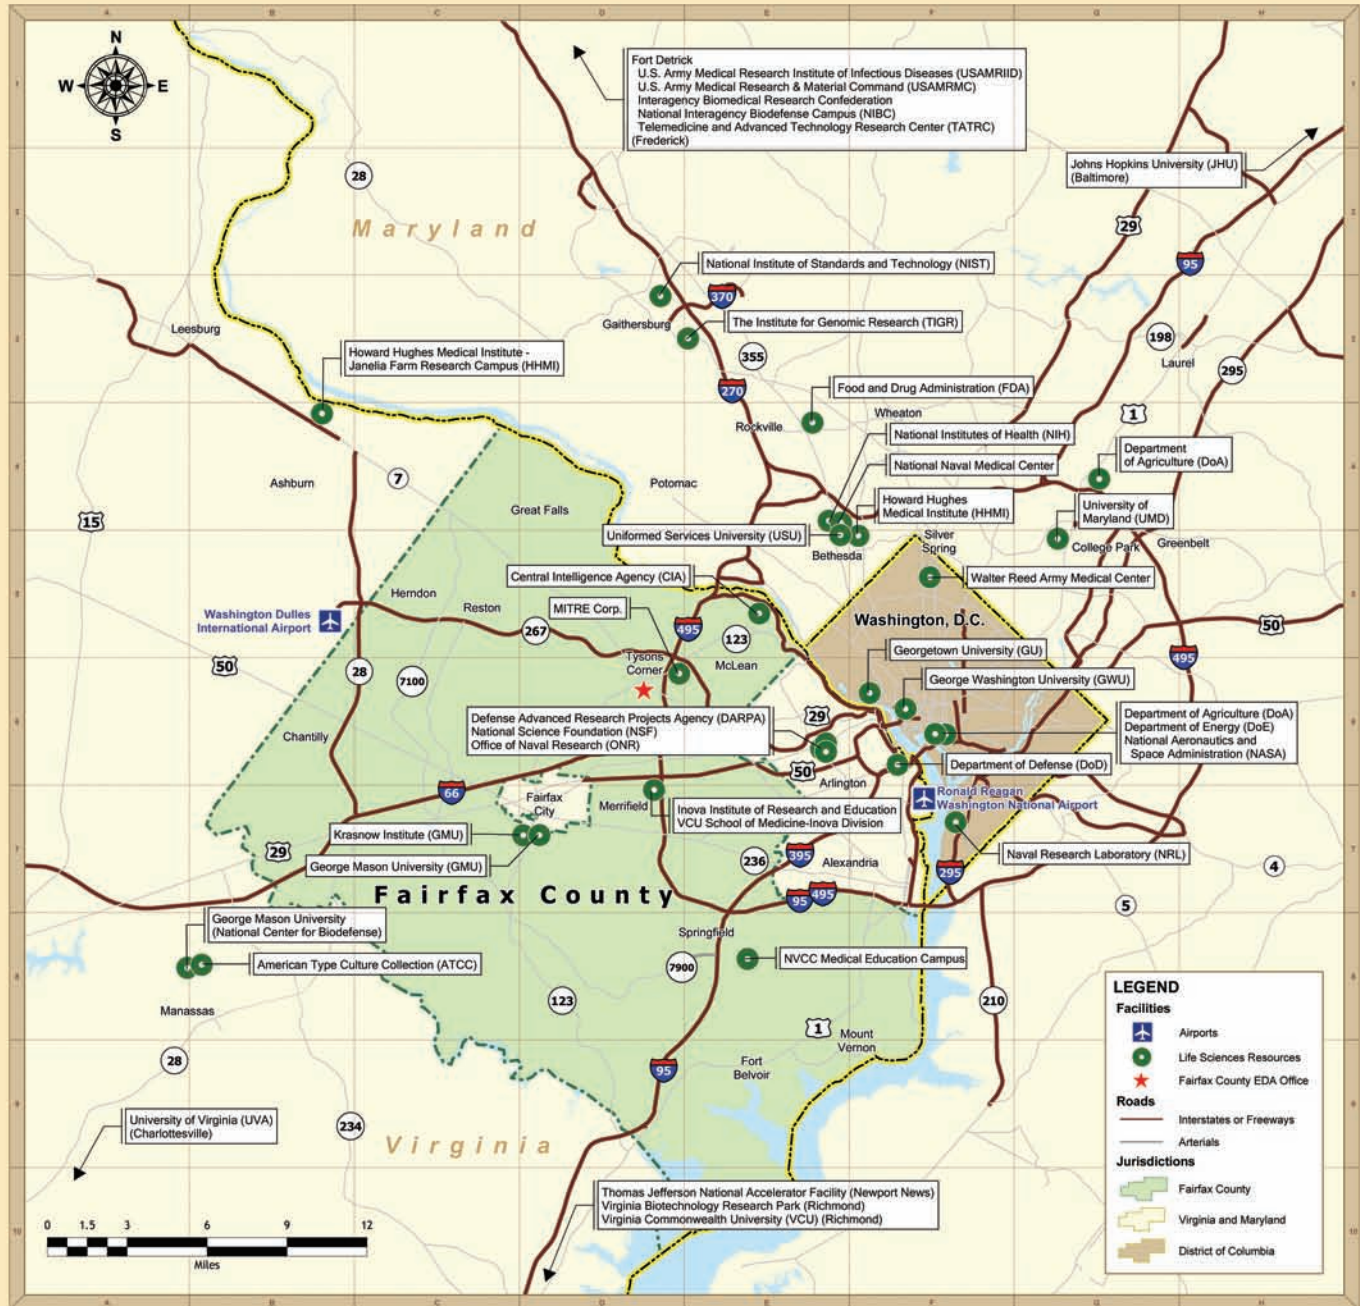 A B C D E F G H
N
W E
S
Fort Detrick
U.S. Army Medical Research Institute of Infectious Diseases (USAMRIID)
U.S. Army Medical Research & Material Command (USAMRMC)
Interagency Biomedical Research Confederation
National Interagency Biodefense Campus (NIBC)
Telemedicine and Advanced Technology Research Center (TATRC)
(Frederick)
Johns Hopkins University (JHU)
(Baltimore)
28
Maryland
29
95
National Institute of Standards and Technology (NIST)
370
Gaithersburg
The Institute for Genomic Research (TIGR)
Leesburg
198
355
Laurel
295
Howard Hughes Medical Institute -
Janelia Farm Research Campus (HHMI)
270
Food and Drug Administration (FDA)
Wheaton
1
Rockville
National Institutes of Health (NIH)
Department
of Agriculture (DoA)
National Naval Medical Center
7
Ashburn
Potomac
Great Falls
Howard Hughes
Medical Institute (HHMI)
University of
Maryland (UMD)
15
Uniformed Services University (USU)
Silver
Spring
College Park
Greenbelt
Bethesda
Central Intelligence Agency (CIA)
Walter Reed Army Medical Center
Herndon
Reston
MITRE Corp.
Washington Dulles
International Airport
267
495
123
Washington, D.C.
50
50
Tysons
Corner
McLean
Georgetown University (GU)
495
28
7100
George Washington University (GWU)
Defense Advanced Research Projects Agency (DARPA)
National Science Foundation (NSF)
Office of Naval Research (ONR)
29
Department of Agriculture (DoA)
Department of Energy (DoE)
National Aeronautics and
Space Administration (NASA)
Chantilly
50
Department of Defense (DoD)
Arlington
66
Fairfax
City
Merrifield
Ronald Reagan
Washington National Airport
Inova Institute of Research and Education
VCU School of Medicine-Inova Division
Krasnow Institute (GMU)
29
George Mason University (GMU)
236
395
Alexandria
Naval Research Laboratory (NRL)
295
4
Fairfax County
95
495
5
George Mason University
(National Center for Biodefense)
Springfield
American Type Culture Collection (ATCC)
7900
NVCC Medical Education Campus
Manassas
123
1
210
Mount
Vernon
28
95
Fort
Belvoir
LEGEND
Facilities
Airports
Life Sciences Resources
Fairfax County EDA Office
Roads
Interstates or Freeways
Arterials
Jurisdictions
Fairfax County
Virginia and Maryland
District of Columbia
University of Virginia (UVA)
(Charlottesville)
234
Virginia
Thomas Jefferson National Accelerator Facility (Newport News)
Virginia Biotechnology Research Park (Richmond)
Virginia Commonwealth University (VCU) (Richmond)
0 1.5 3 6 9 12
Miles
A B C D E F G H